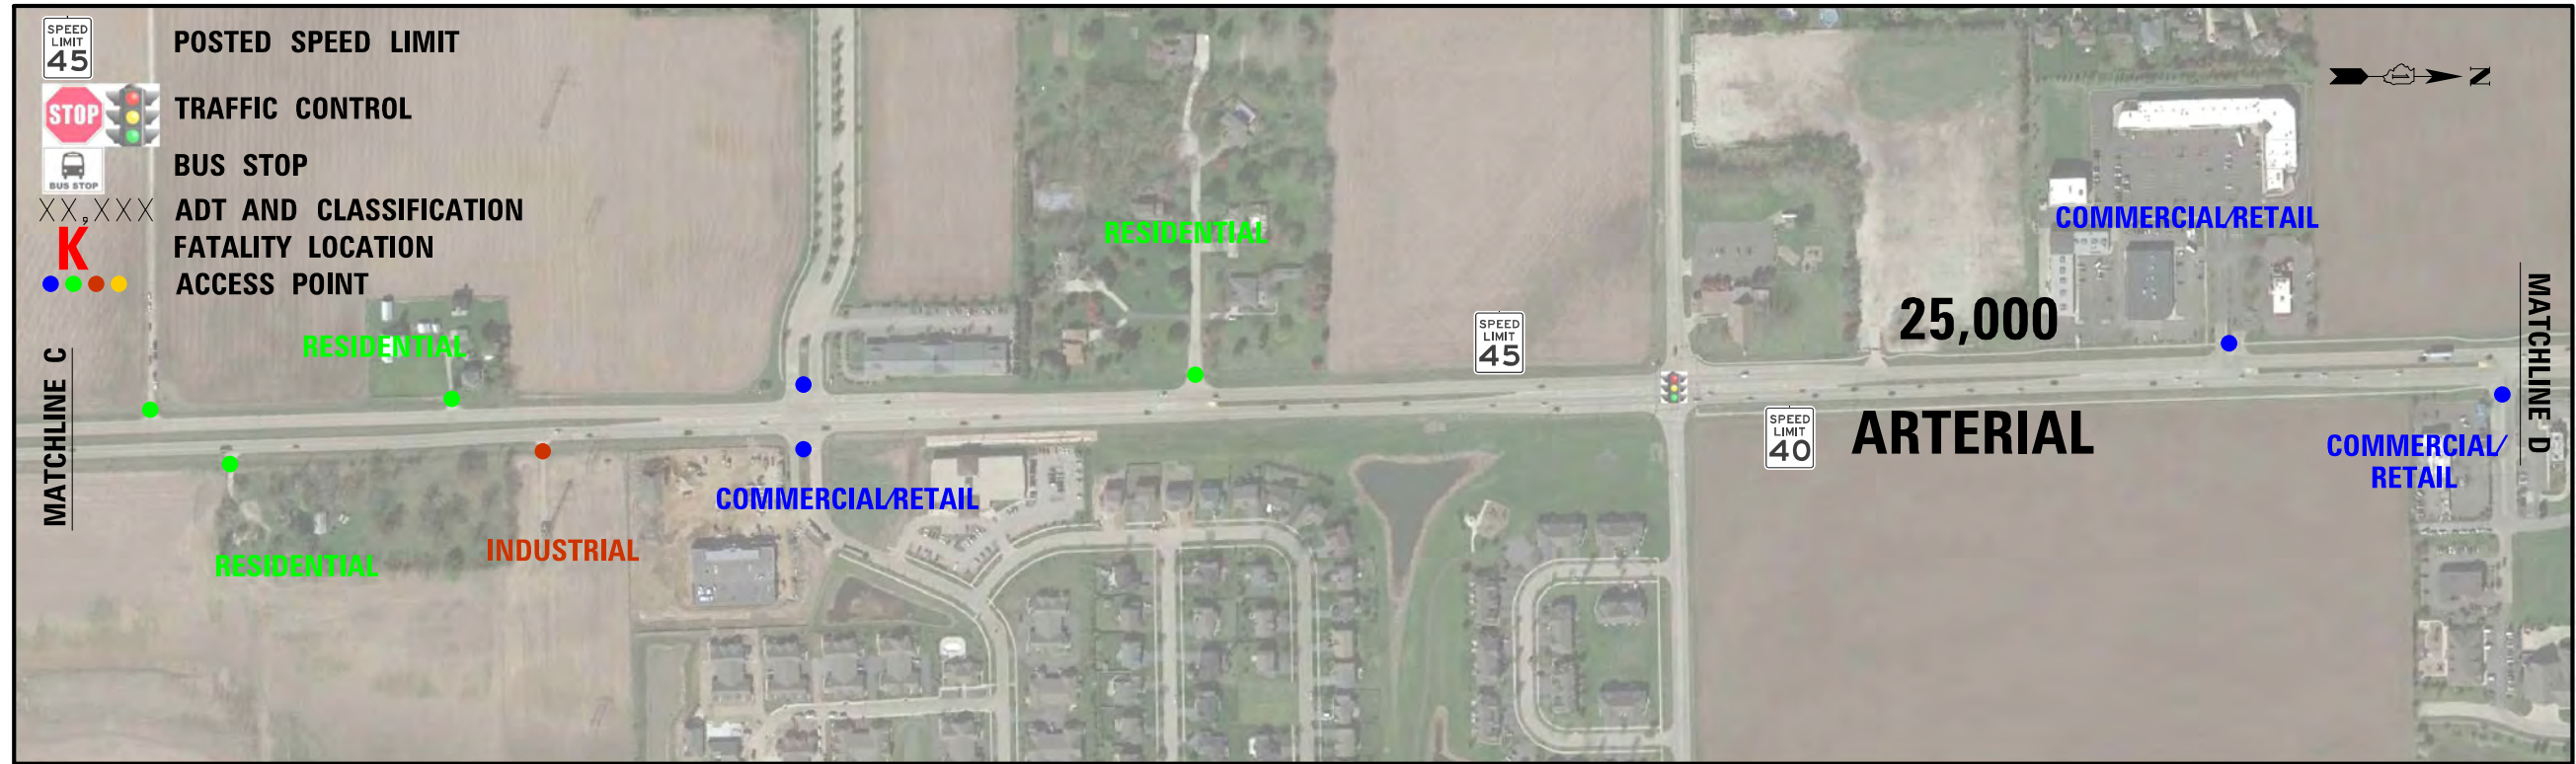 SPEED
LIMIT
45
POSTED SPEED LIMIT
STOP
TRAFFIC CONTROL
BUS STOP
BUS STOP
XX,XXX ADT AND CLASSIFICATION
K FATALITY LOCATION
ACCESS POINT
N
MATCHLINE C
RESIDENTIAL
RESIDENTIAL
INDUSTRIAL
COMMERCIAL/RETAIL
RESIDENTIAL
SPEED
LIMIT
45
SPEED
LIMIT
40
25,000
ARTERIAL
COMMERCIAL/RETAIL
COMMERCIAL/
RETAIL
MATCHLINE D